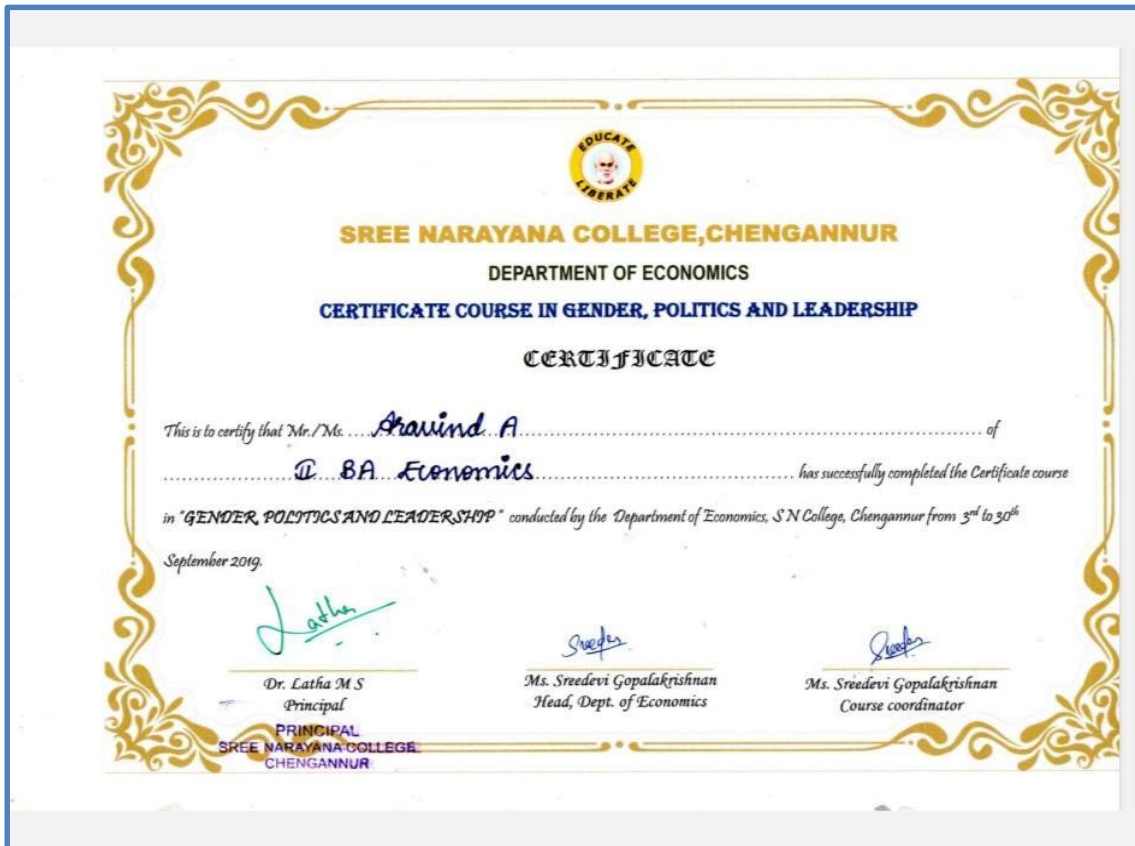 EDUCATE
LIBERATE
SREE NARAYANA COLLEGE,CHENGANNUR
DEPARTMENT OF ECONOMICS
CERTIFICATE COURSE IN GENDER, POLITICS AND LEADERSHIP
CERTIFICATE
This is to certify that Mr./Ms. Aravind A of
II BA Economics has successfully completed the Certificate course
in "GENDER, POLITICS AND LEADERSHIP" conducted by the Department of Economics, S N College, Chengannur from 3rd to 30th
September 2019.
Latha
Sreedev
Sreedev
Dr. Latha M S
Principal
Ms. Sreedevi Gopalakrishnan
Head, Dept. of Economics
Ms. Sreedevi Gopalakrishnan
Course coordinator
PRINCIPAL
SREE NARAYANA COLLEGE
CHENGANNUR